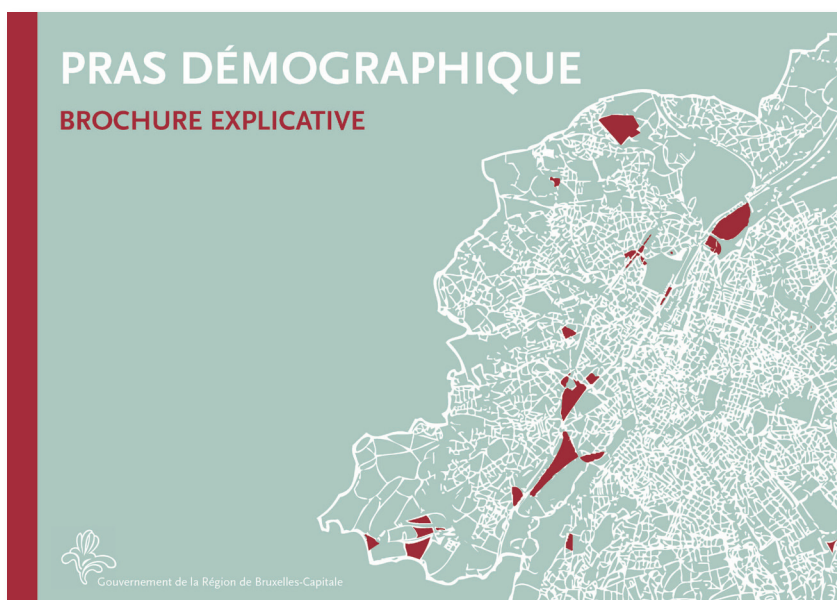 PRAS DÉMOGRAPHIQUE
BROCHURE EXPLICATIVE
Gouvernement de la Région de Bruxelles-Capitale